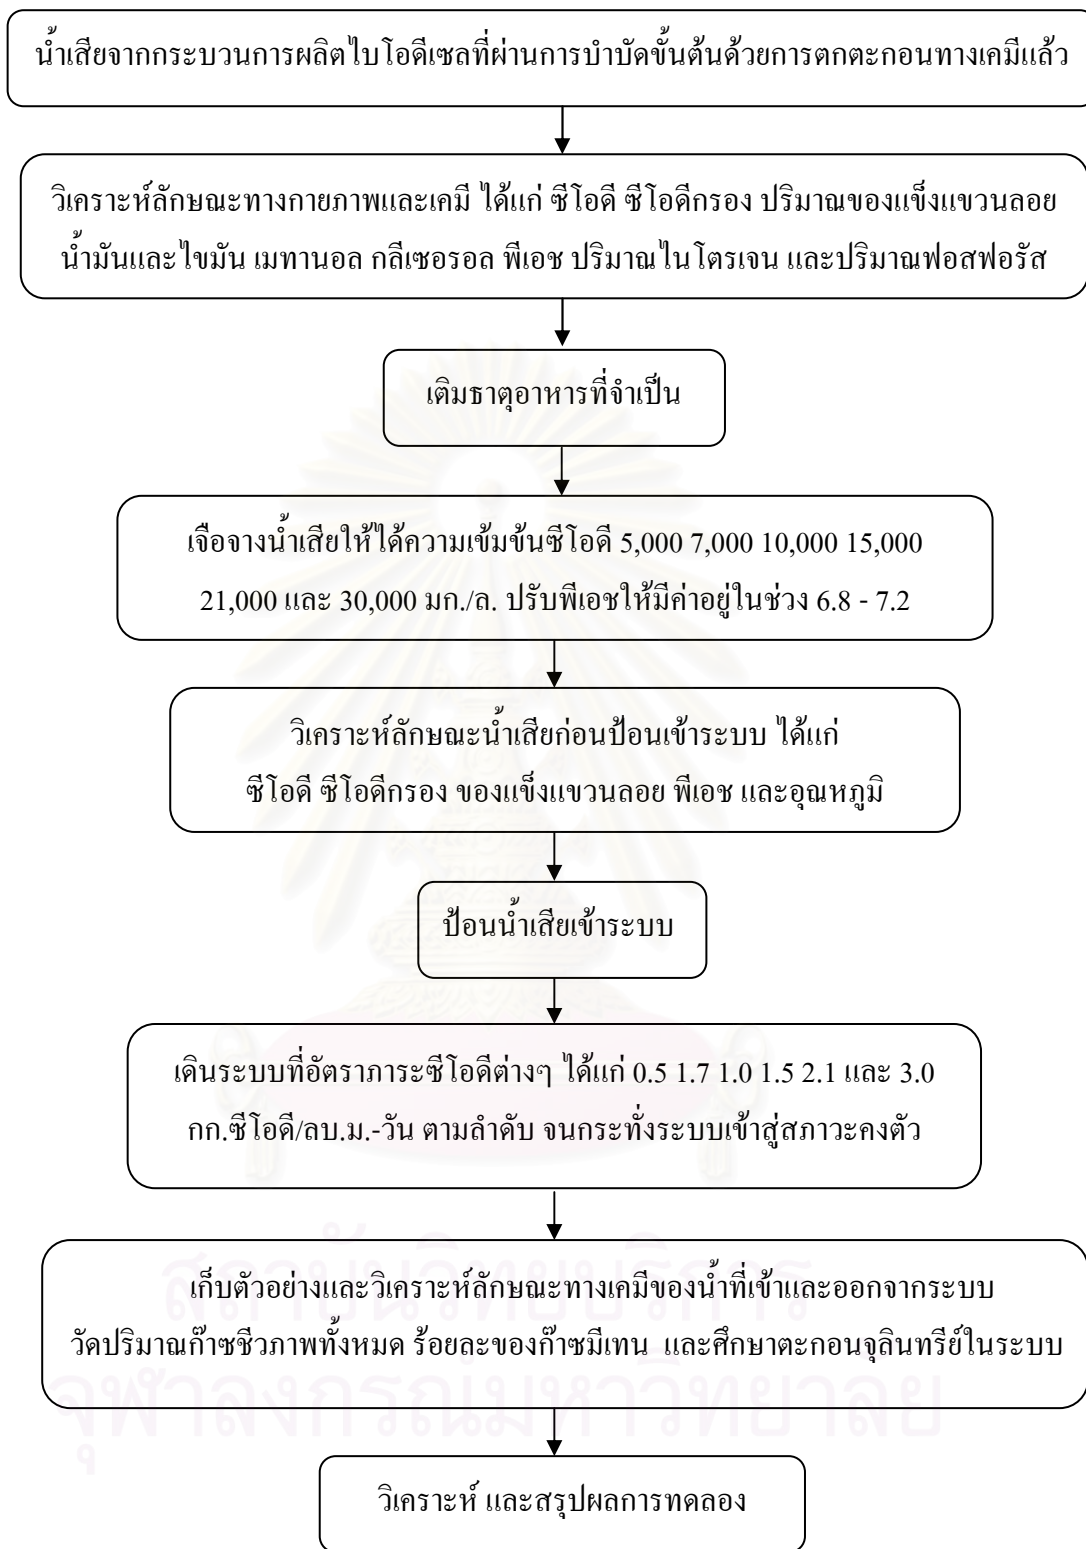 น้ำเสียจากกระบวนการผลิตไบโอดีเซลที่ผ่านการบำบัดขั้นต้นด้วยการตกตะกอนทางเคมีแล้ว
วิเคราะห์ลักษณะทางกายภาพและเคมี ได้แก่ ซีโอดี ซีโอดีกรอง ปริมาณของแข็งแขวนลอย
น้ำมันและไขมัน เมทานอล กลีเซอรอล พีเอช ปริมาณไนโตรเจน และปริมาณฟอสฟอรัส
เติมธาตุอาหารที่จำเป็น
เจือจางน้ำเสียให้ได้ความเข้มข้นซีโอดี 5,000 7,000 10,000 15,000
21,000 และ 30,000 มก./ล. ปรับพีเอชให้มีค่าอยู่ในช่วง 6.8 - 7.2
วิเคราะห์ลักษณะน้ำเสียก่อนป้อนเข้าระบบ ได้แก่
ซีโอดี ซีโอดีกรอง ของแข็งแขวนลอย พีเอช และอุณหภูมิ
ป้อนน้ำเสียเข้าระบบ
เดินระบบที่อัตราภาระซีโอดีต่างๆ ได้แก่ 0.5 1.7 1.0 1.5 2.1 และ 3.0
กก.ซีโอดี/ลบ.ม.-วัน ตามลำดับ จนกระทั่งระบบเข้าสู่สภาวะคงตัว
เก็บตัวอย่างและวิเคราะห์ลักษณะทางเคมีของน้ำที่เข้าและออกจากระบบ
วัดปริมาณก๊าซชีวภาพทั้งหมด ร้อยละของก๊าซมีเทน และศึกษาตะกอนจุลินทรีย์ในระบบ
วิเคราะห์ และสรุปผลการทดลอง
สถาบันวิทยบริการ
จุฬาลงกรณ์มหาวิทยาลัย